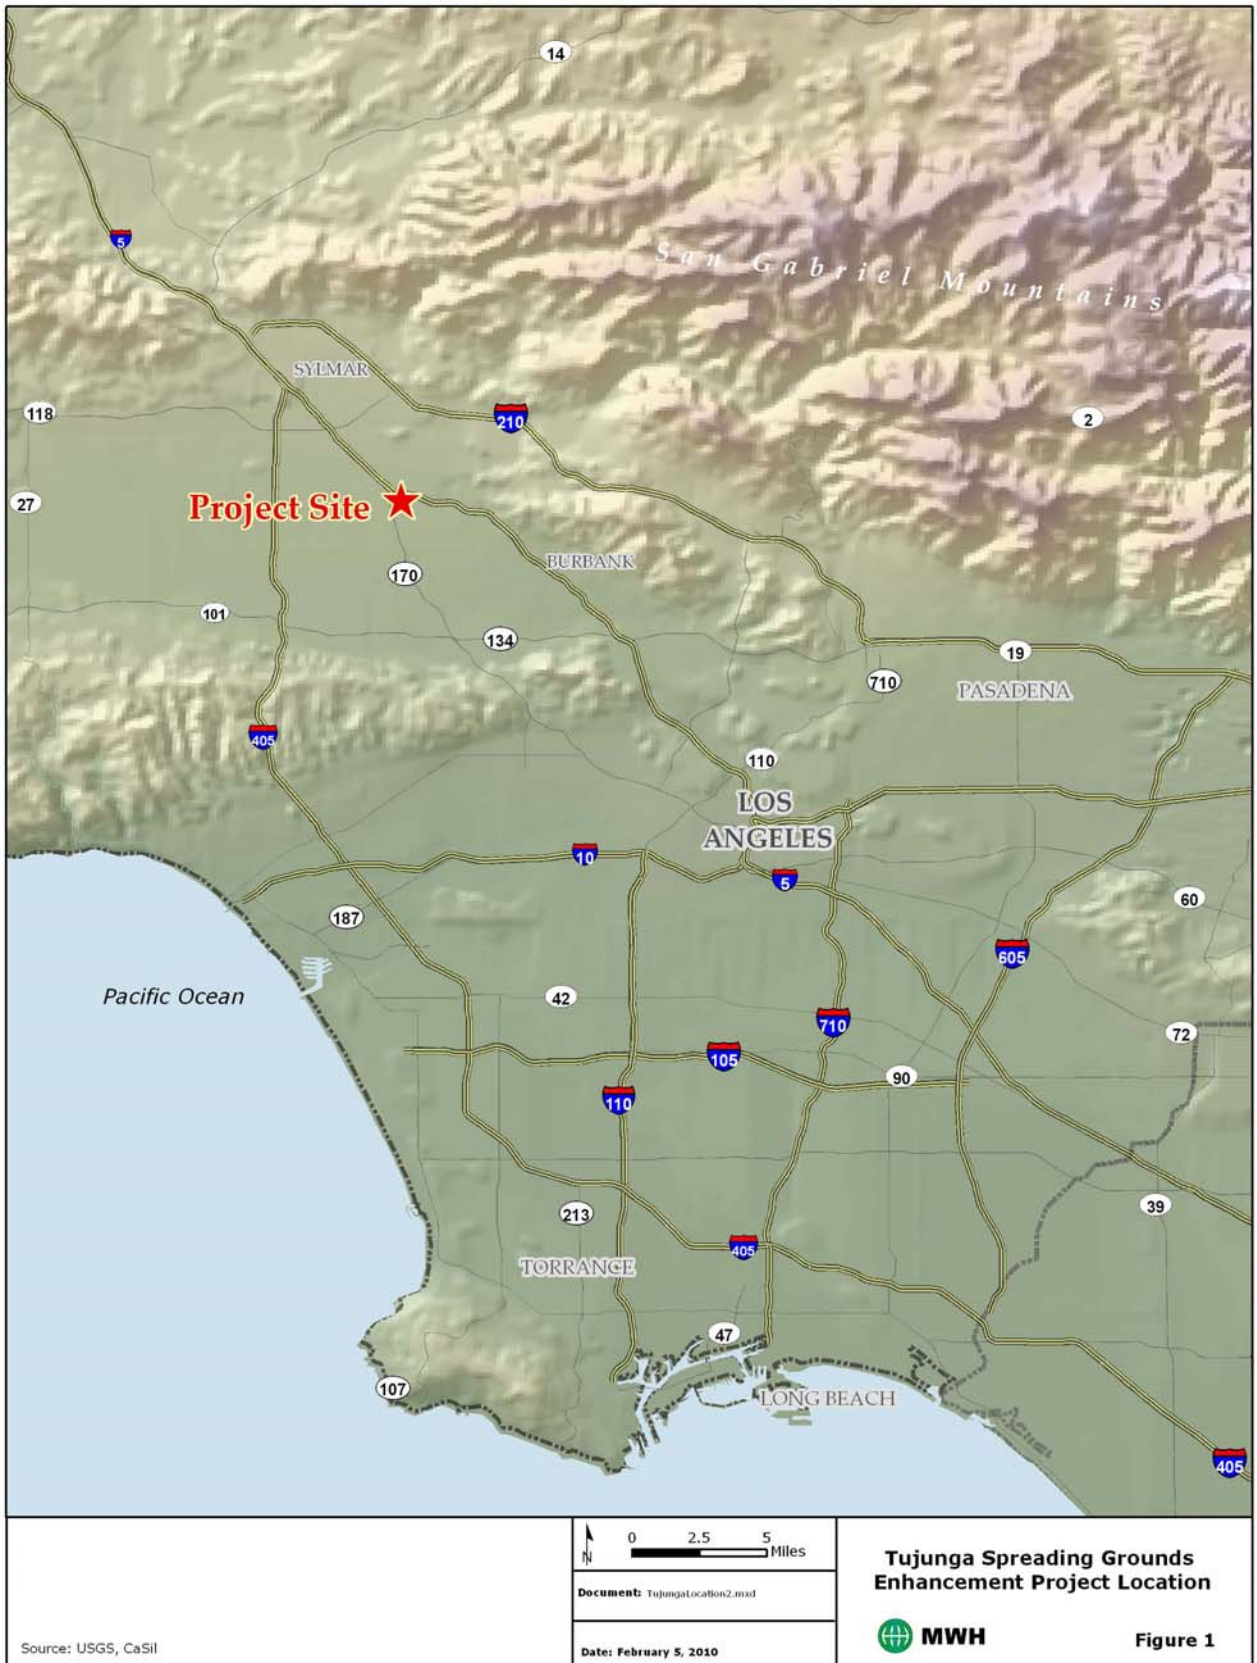 14
5
San Gabriel Mountains
SYLMAR
118
210
2
27
Project Site
BURBANK
170
101
134
19
710
PASADENA
405
110
LOS
ANGELES
10
5
60
187
605
Pacific Ocean
42
710
72
105
90
110
39
213
405
TORRANCE
47
107
LONG BEACH
405
0 2.5 5
Miles
N
Document: TujungaLocation2.mxd
Date: February 5, 2010
Source: USGS, CaSil
Tujunga Spreading Grounds
Enhancement Project Location
MWH
Figure 1